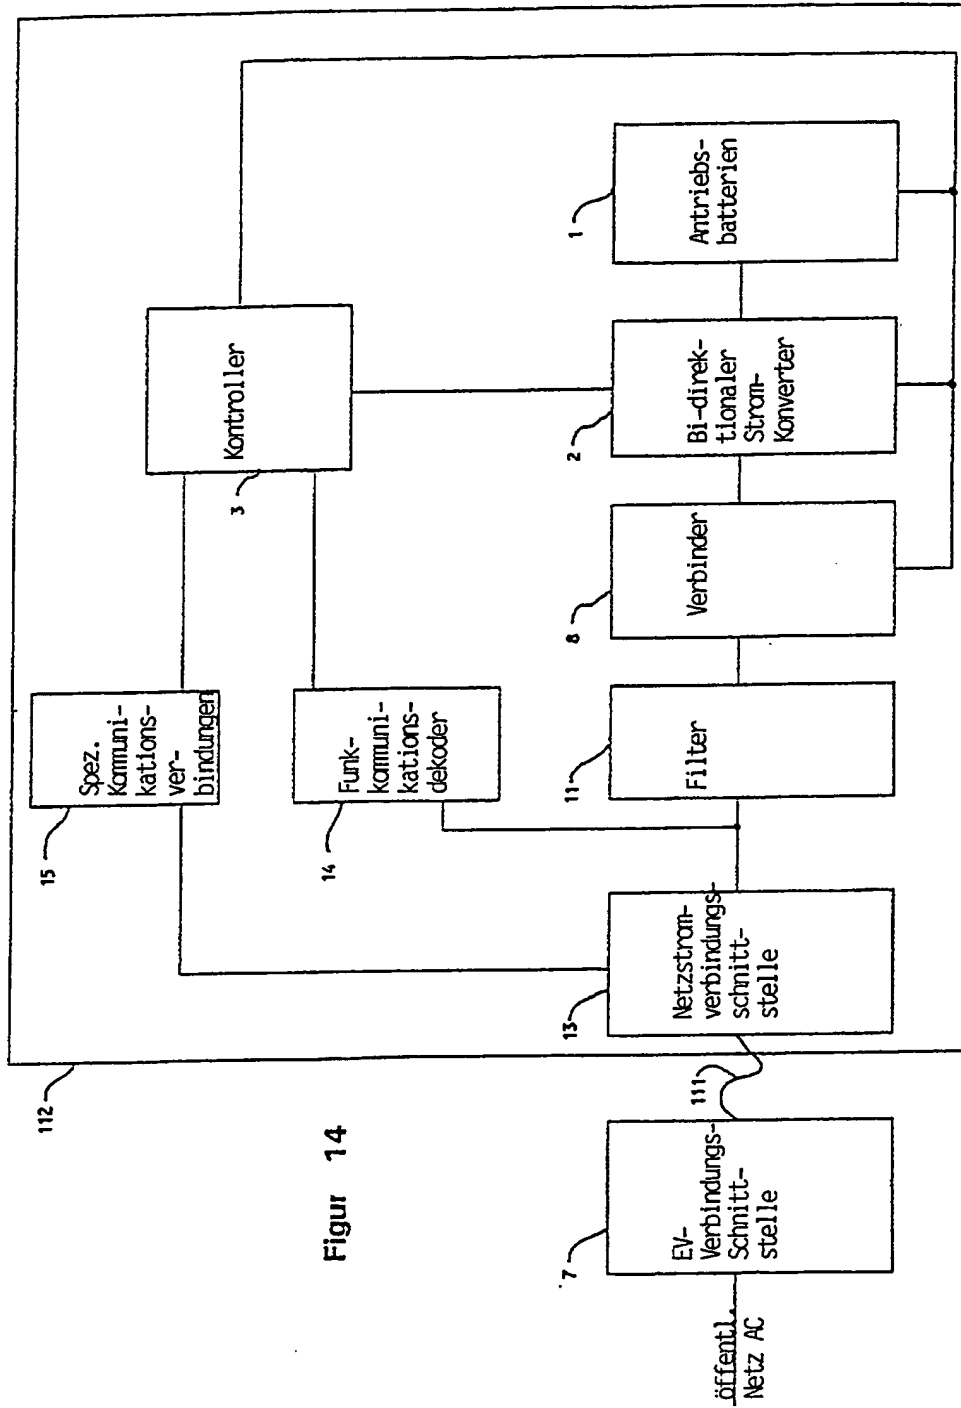 112
15
Spez.
Kommuni-
kations-
ver-
bindungen
3
Kontroller
14
Funk-
kommuni-
kations-
dekoder
Figur 14
öffentl.
Netz AC
7
EV-
Verbindungs-
Schnitt-
stelle
111
13
Netzstrom-
verbindungs-
schnitt-
stelle
11
Filter
8
Verbinder
2
Bi-direk-
tionaler
Strom-
Konverter
1
Antriebs-
batterien